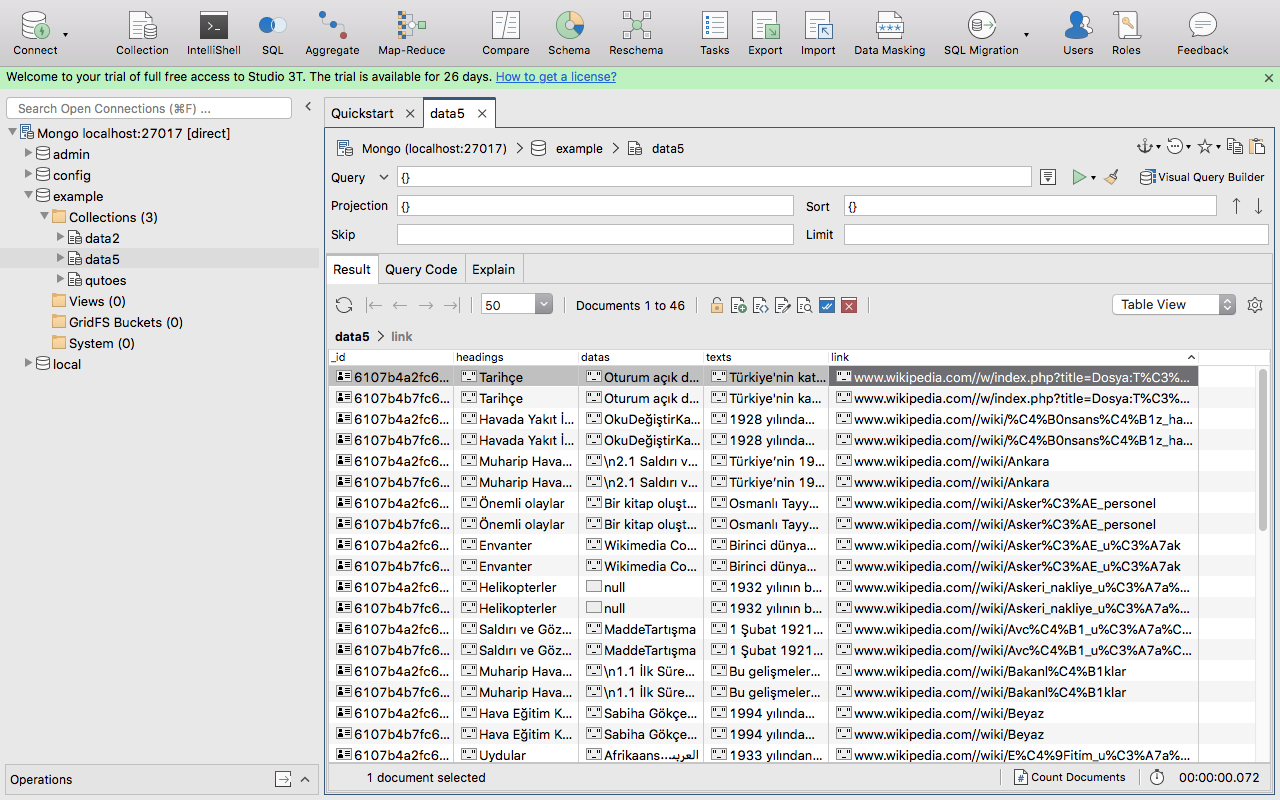 Connect Collection IntelliShell SQL Aggregate Map-Reduce Compare Schema Reschema Tasks Export Import Data Masking SQL Migration Users Roles Feedback
Welcome to your trial of full free access to Studio 3T. The trial is available for 26 days. How to get a license?
Search Open Connections (⌘F) ...
Mongo localhost:27017 [direct]
admin
config
example
Collections (3)
data2
data5
qutoes
Views (0)
GridFS Buckets (0)
System (0)
local
Operations
Quickstart data5
Mongo (localhost:27017) example data5
Query {} Visual Query Builder
Projection {} Sort {}
Skip Limit
Result Query Code Explain
50 Documents 1 to 46 Table View
data5 > link
_id headings datas texts link
6107b4a2fc6... Tarihçe Oturum açık d... Türkiye'nin kat... www.wikipedia.com//w/index.php?title=Dosya:T%C3%...
6107b4b7fc6... Tarihçe Oturum açık d... Türkiye'nin ka... www.wikipedia.com//w/index.php?title=Dosya:T%C3%...
6107b4a2fc6... Havada Yakıt İ... OkuDeğiştirKa... 1928 yılında... www.wikipedia.com//wiki/%C4%B0nsans%C4%B1z_ha...
6107b4b7fc6... Havada Yakıt İ... OkuDeğiştirKa... 1928 yılında... www.wikipedia.com//wiki/%C4%B0nsans%C4%B1z_ha...
6107b4a2fc6... Muharip Hava... \n2.1 Saldırı v... Türkiye’nin 19... www.wikipedia.com//wiki/Ankara
6107b4b7fc6... Muharip Hava... \n2.1 Saldırı v... Türkiye’nin 19... www.wikipedia.com//wiki/Ankara
6107b4a2fc6... Önemli olaylar Bir kitap oluşt... Osmanlı Tayy... www.wikipedia.com//wiki/Asker%C3%AE_personel
6107b4b7fc6... Önemli olaylar Bir kitap oluşt... Osmanlı Tayy... www.wikipedia.com//wiki/Asker%C3%AE_personel
6107b4a2fc6... Envanter Wikimedia Co... Birinci dünya... www.wikipedia.com//wiki/Asker%C3%AE_u%C3%A7ak
6107b4b7fc6... Envanter Wikimedia Co... Birinci dünya... www.wikipedia.com//wiki/Asker%C3%AE_u%C3%A7ak
6107b4a2fc6... Helikopterler null 1932 yılının b... www.wikipedia.com//wiki/Askeri_nakliye_u%C3%A7a%...
6107b4b7fc6... Helikopterler null 1932 yılının b... www.wikipedia.com//wiki/Askeri_nakliye_u%C3%A7a%...
6107b4a2fc6... Saldırı ve Göz... MaddeTartışma 1 Şubat 1921... www.wikipedia.com//wiki/Avc%C4%B1_u%C3%A7a%C...
6107b4b7fc6... Saldırı ve Göz... MaddeTartışma 1 Şubat 1921... www.wikipedia.com//wiki/Avc%C4%B1_u%C3%A7a%C...
6107b4a2fc6... Muharip Hava... \n1.1 İlk Süre... Bu gelişmeler... www.wikipedia.com//wiki/Bakanl%C4%B1klar
6107b4b7fc6... Muharip Hava... \n1.1 İlk Süre... Bu gelişmeler... www.wikipedia.com//wiki/Bakanl%C4%B1klar
6107b4a2fc6... Hava Eğitim K... Sabiha Gökçe... 1994 yılında... www.wikipedia.com//wiki/Beyaz
6107b4b7fc6... Hava Eğitim K... Sabiha Gökçe... 1994 yılında... www.wikipedia.com//wiki/Beyaz
6107b4a2fc6... Uydular Afrikaansالعربية... 1933 yılından... www.wikipedia.com//wiki/E%C4%9Fitim_u%C3%A7a%...
1 document selected Count Documents 00:00:00.072